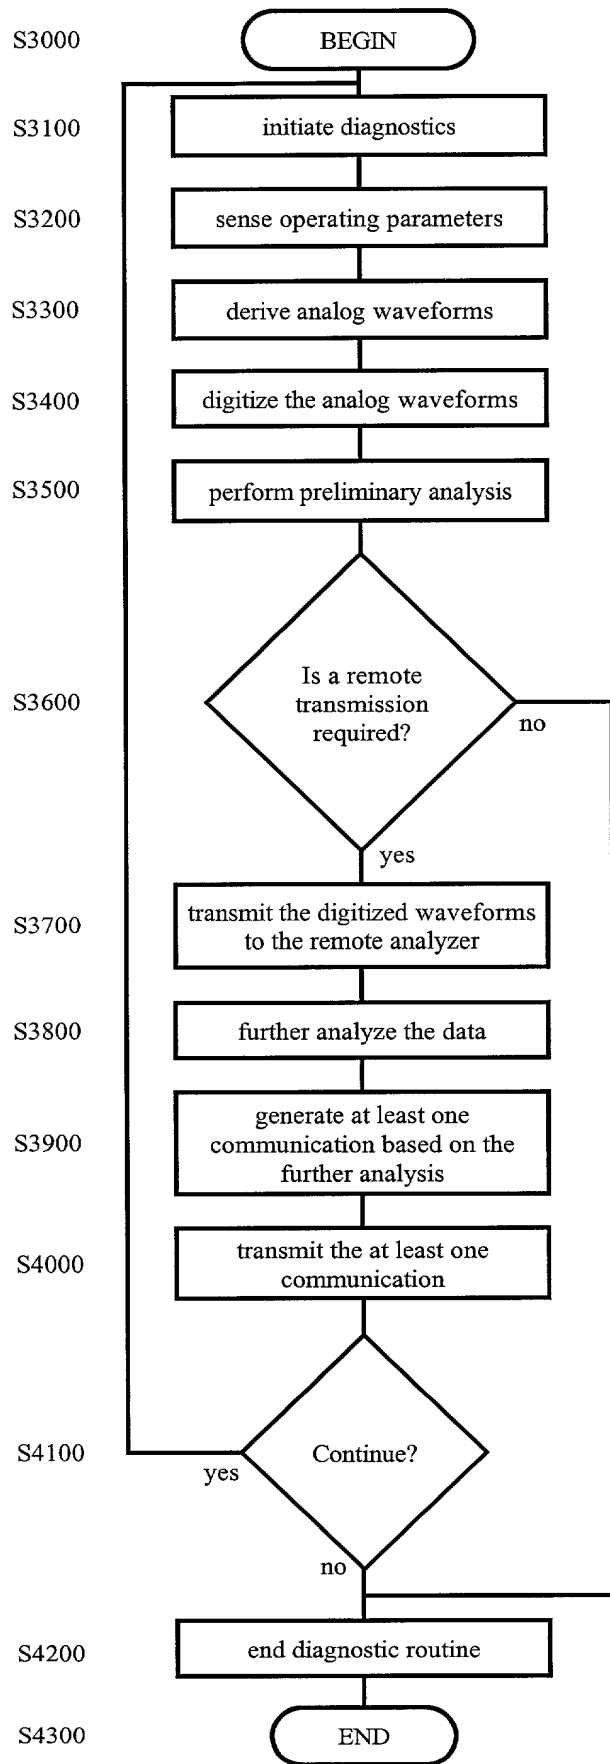 S3000
BEGIN
S3100
initiate diagnostics
S3200
sense operating parameters
S3300
derive analog waveforms
S3400
digitize the analog waveforms
S3500
perform preliminary analysis
S3600
Is a remote
transmission
required?
no
yes
S3700
transmit the digitized waveforms
to the remote analyzer
S3800
further analyze the data
S3900
generate at least one
communication based on the
further analysis
S4000
transmit the at least one
communication
S4100
Continue?
yes
no
S4200
end diagnostic routine
S4300
END